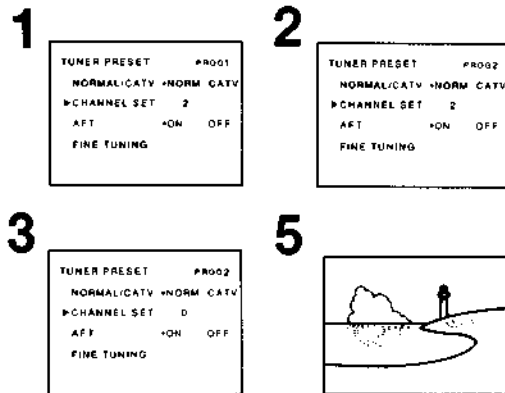 1
TUNER PRESET PROG1
NORMAL/CATV •NORM CATV
►CHANNEL SET 2
AFT •ON OFF
FINE TUNING
2
TUNER PRESET PROG2
NORMAL/CATV •NORM CATV
►CHANNEL SET 2
AFT •ON OFF
FINE TUNING
3
TUNER PRESET PROG2
NORMAL/CATV •NORM CATV
►CHANNEL SET 0
AFT •ON OFF
FINE TUNING
5